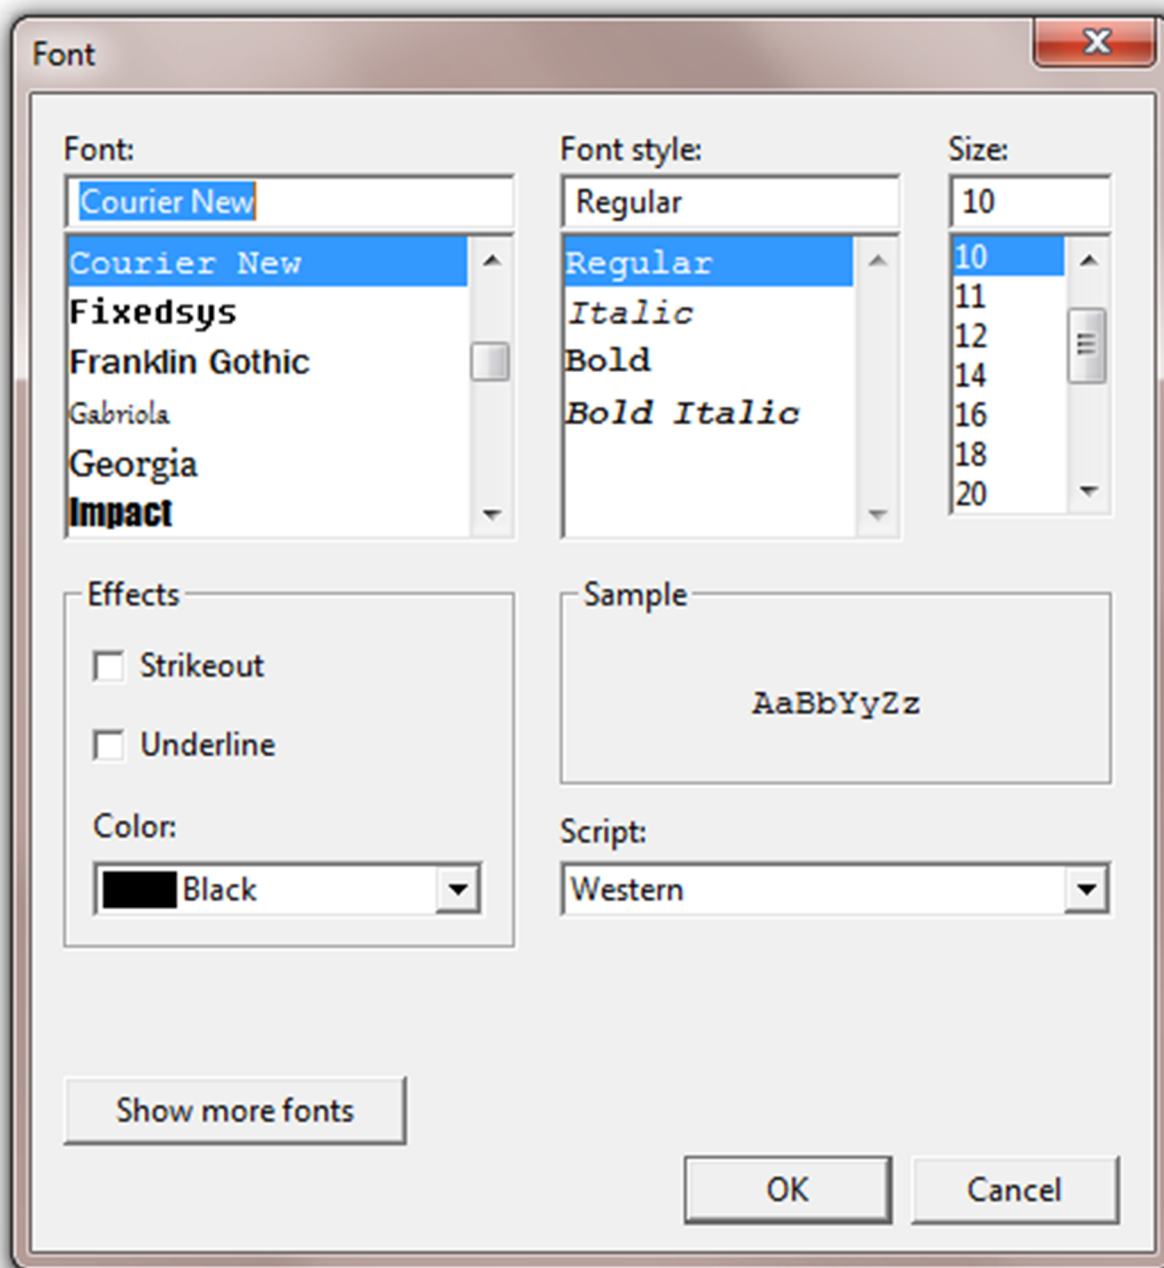 Font
Font:
Courier New
Courier New
Fixedsys
Franklin Gothic
Gabriola
Georgia
Impact
Font style:
Regular
Regular
Italic
Bold
Bold Italic
Size:
10
10
11
12
14
16
18
20
Effects
Strikeout
Underline
Color:
Black
Sample
AaBbYyZz
Script:
Western
Show more fonts
OK
Cancel